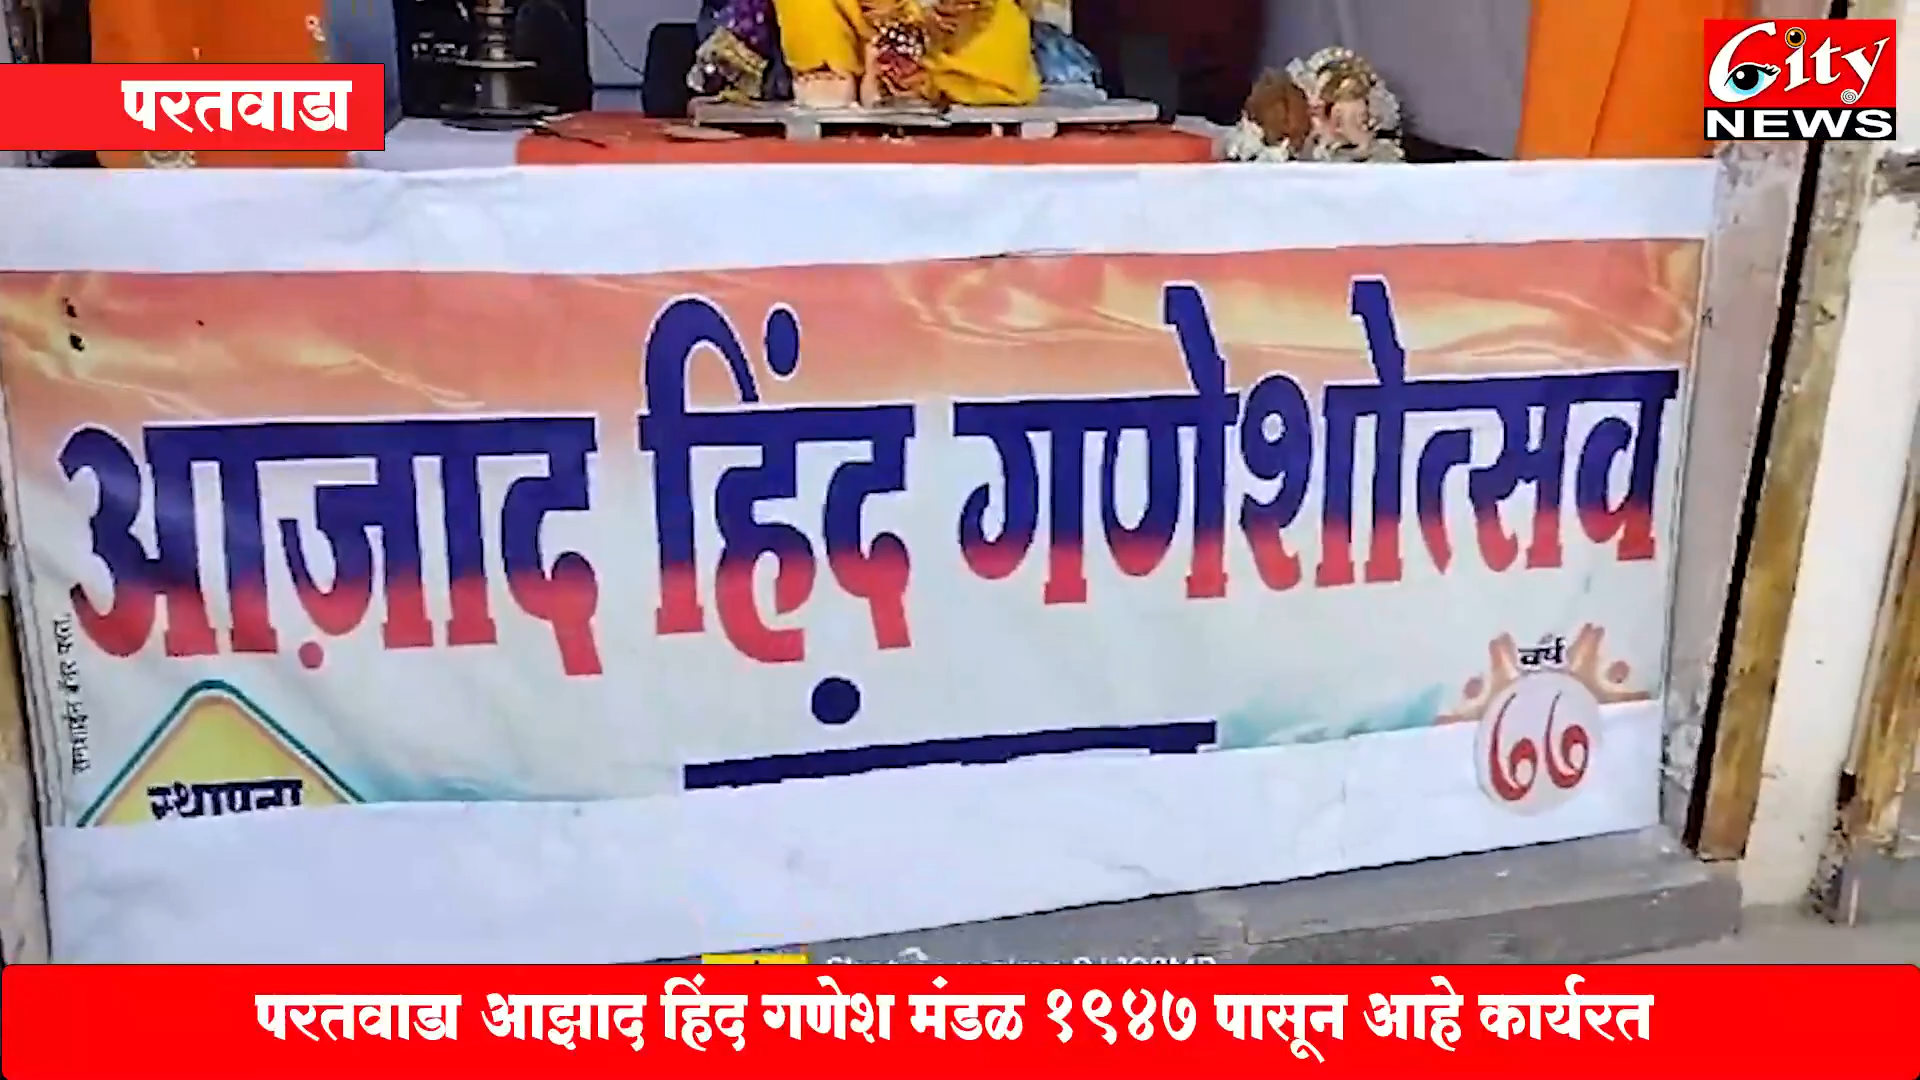 परतवाडा
City
NEWS
आज़ाद हिंद गणेशोत्सव
वर्ष
७७
स्थापना
परतवाडा आझाद हिंद गणेश मंडळ १९४७ पासून आहे कार्यरत